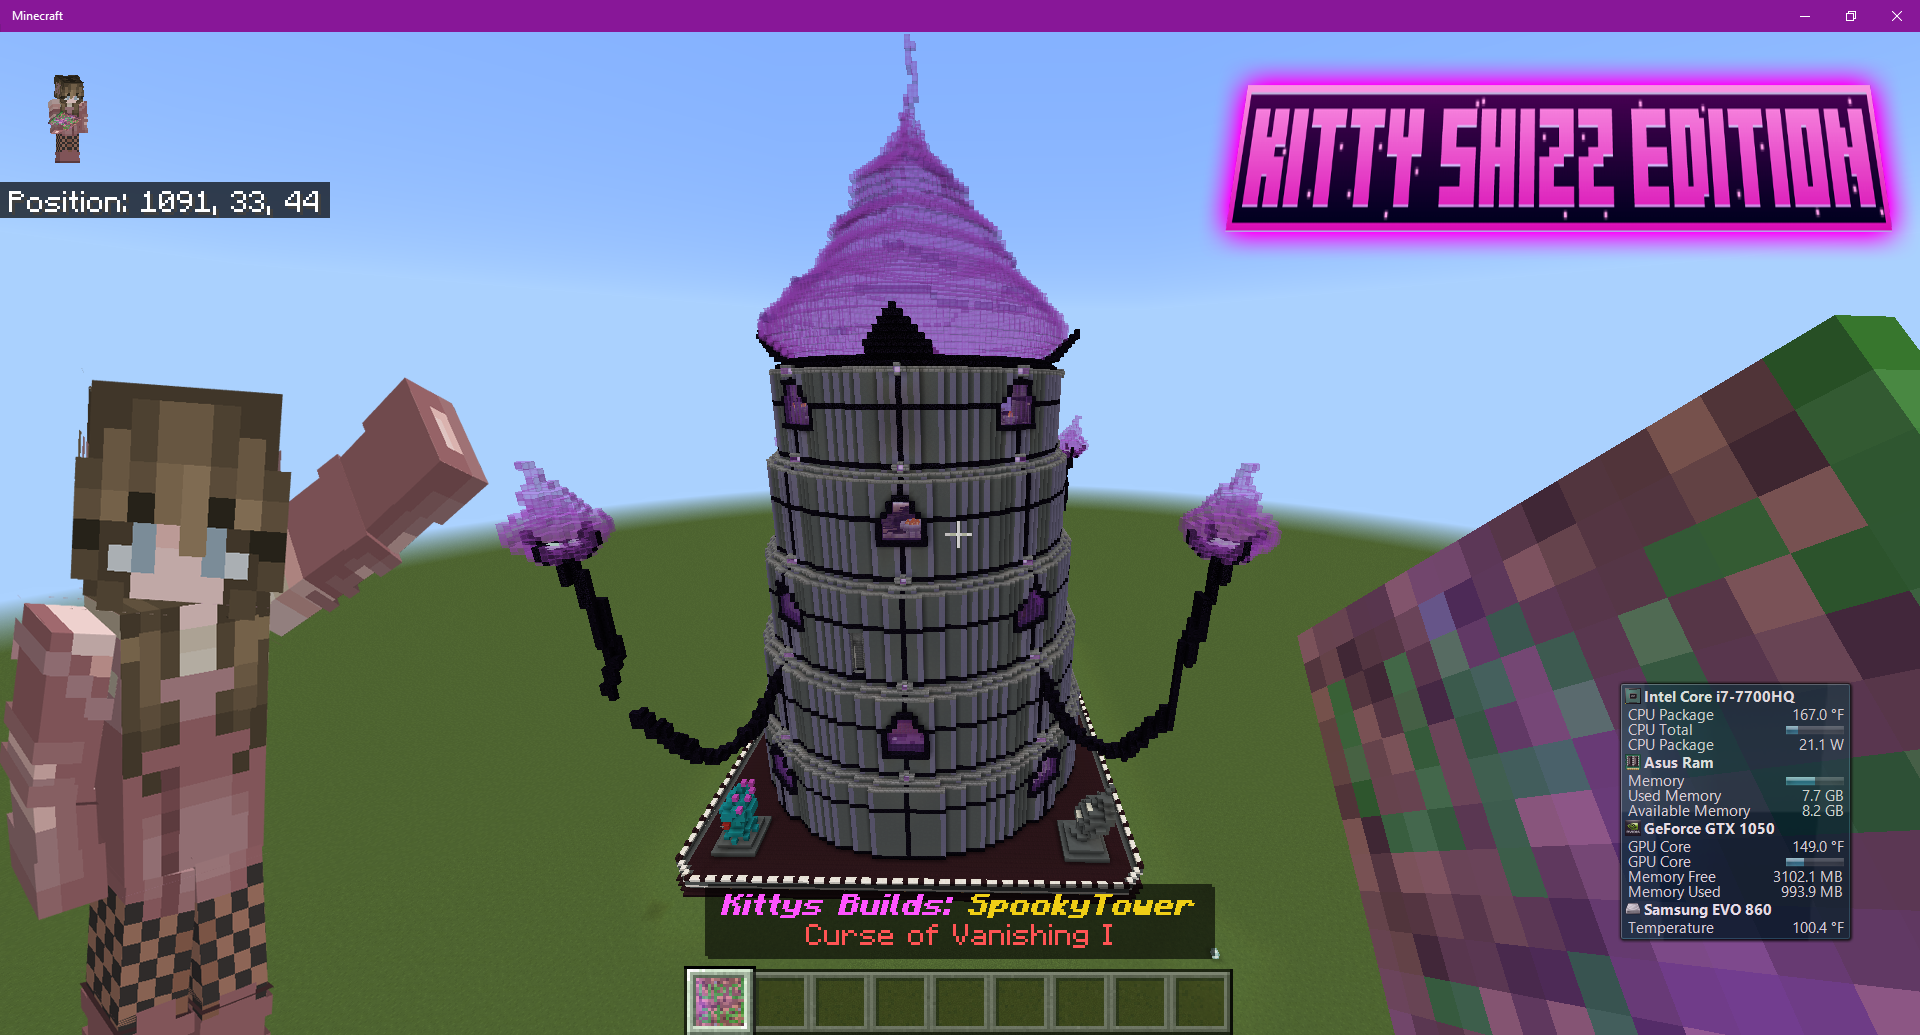 Minecraft
KITTY SHIZZ EDITION
Position: 1091, 33, 44
Intel Core i7-7700HQ
CPU Package 167.0 °F
CPU Total
CPU Package 21.1 W
Asus Ram
Memory
Used Memory 7.7 GB
Available Memory 8.2 GB
GeForce GTX 1050
GPU Core 149.0 °F
GPU Core
Memory Free 3102.1 MB
Memory Used 993.9 MB
Samsung EVO 860
Temperature 100.4 °F
Kittys Builds: SpookyTower
Curse of Vanishing I